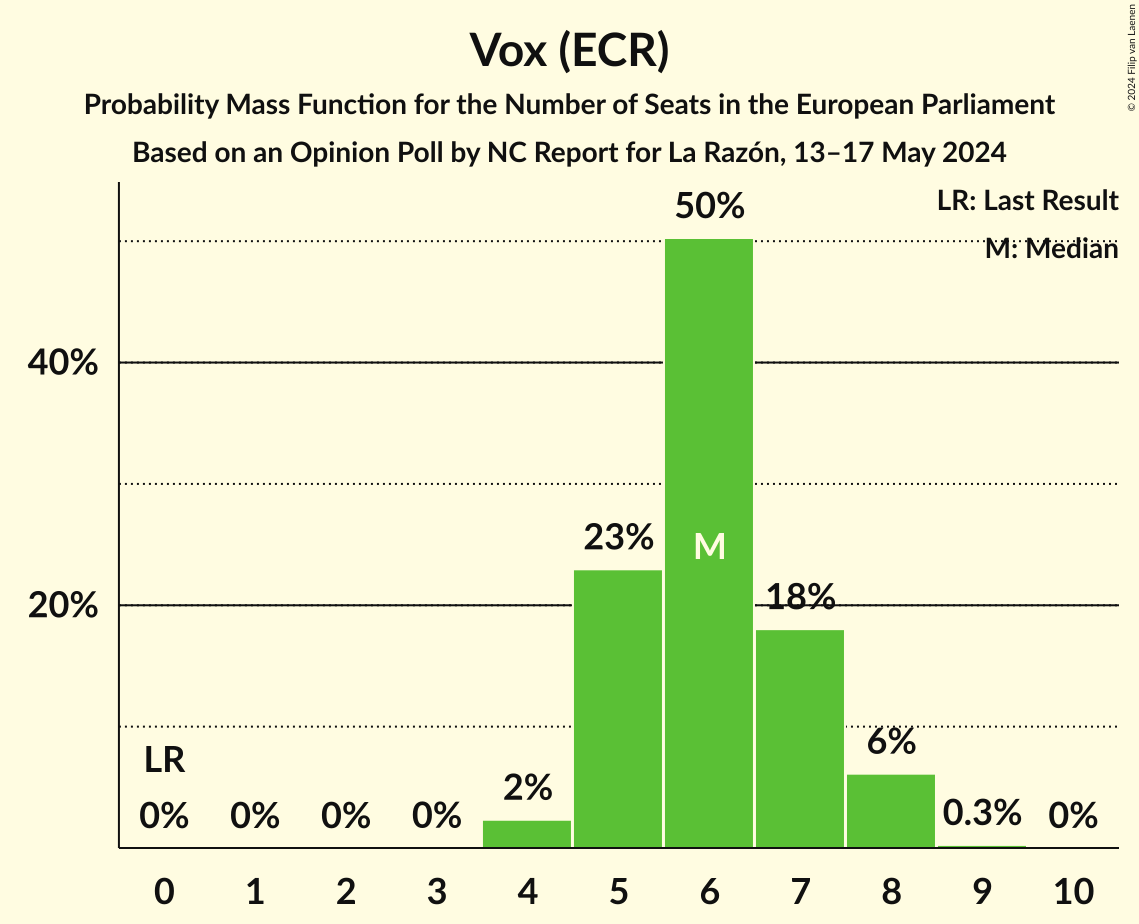 Vox (ECR)
Probability Mass Function for the Number of Seats in the European Parliament
Based on an Opinion Poll by NC Report for La Razón, 13–17 May 2024
© 2024 Filip van Laenen
LR: Last Result
M: Median
50%
40%
23%
M
20%
18%
LR
6%
2%
0%
0%
0%
0%
0.3%
0%
0 1 2 3 4 5 6 7 8 9 10